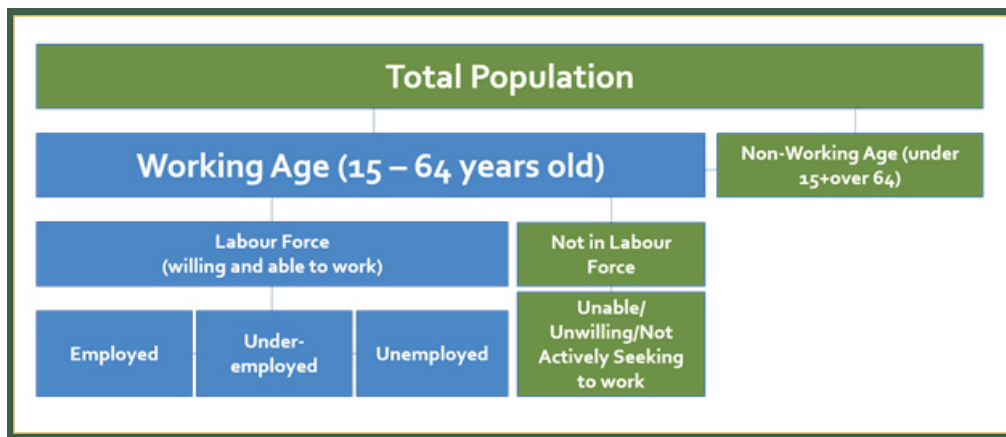 Total Population
Working Age (15 – 64 years old)
Non-Working Age (under
15+over 64)
Labour Force
(willing and able to work)
Not in Labour
Force
Employed
Under-
employed
Unemployed
Unable/
Unwilling/Not
Actively Seeking
to work